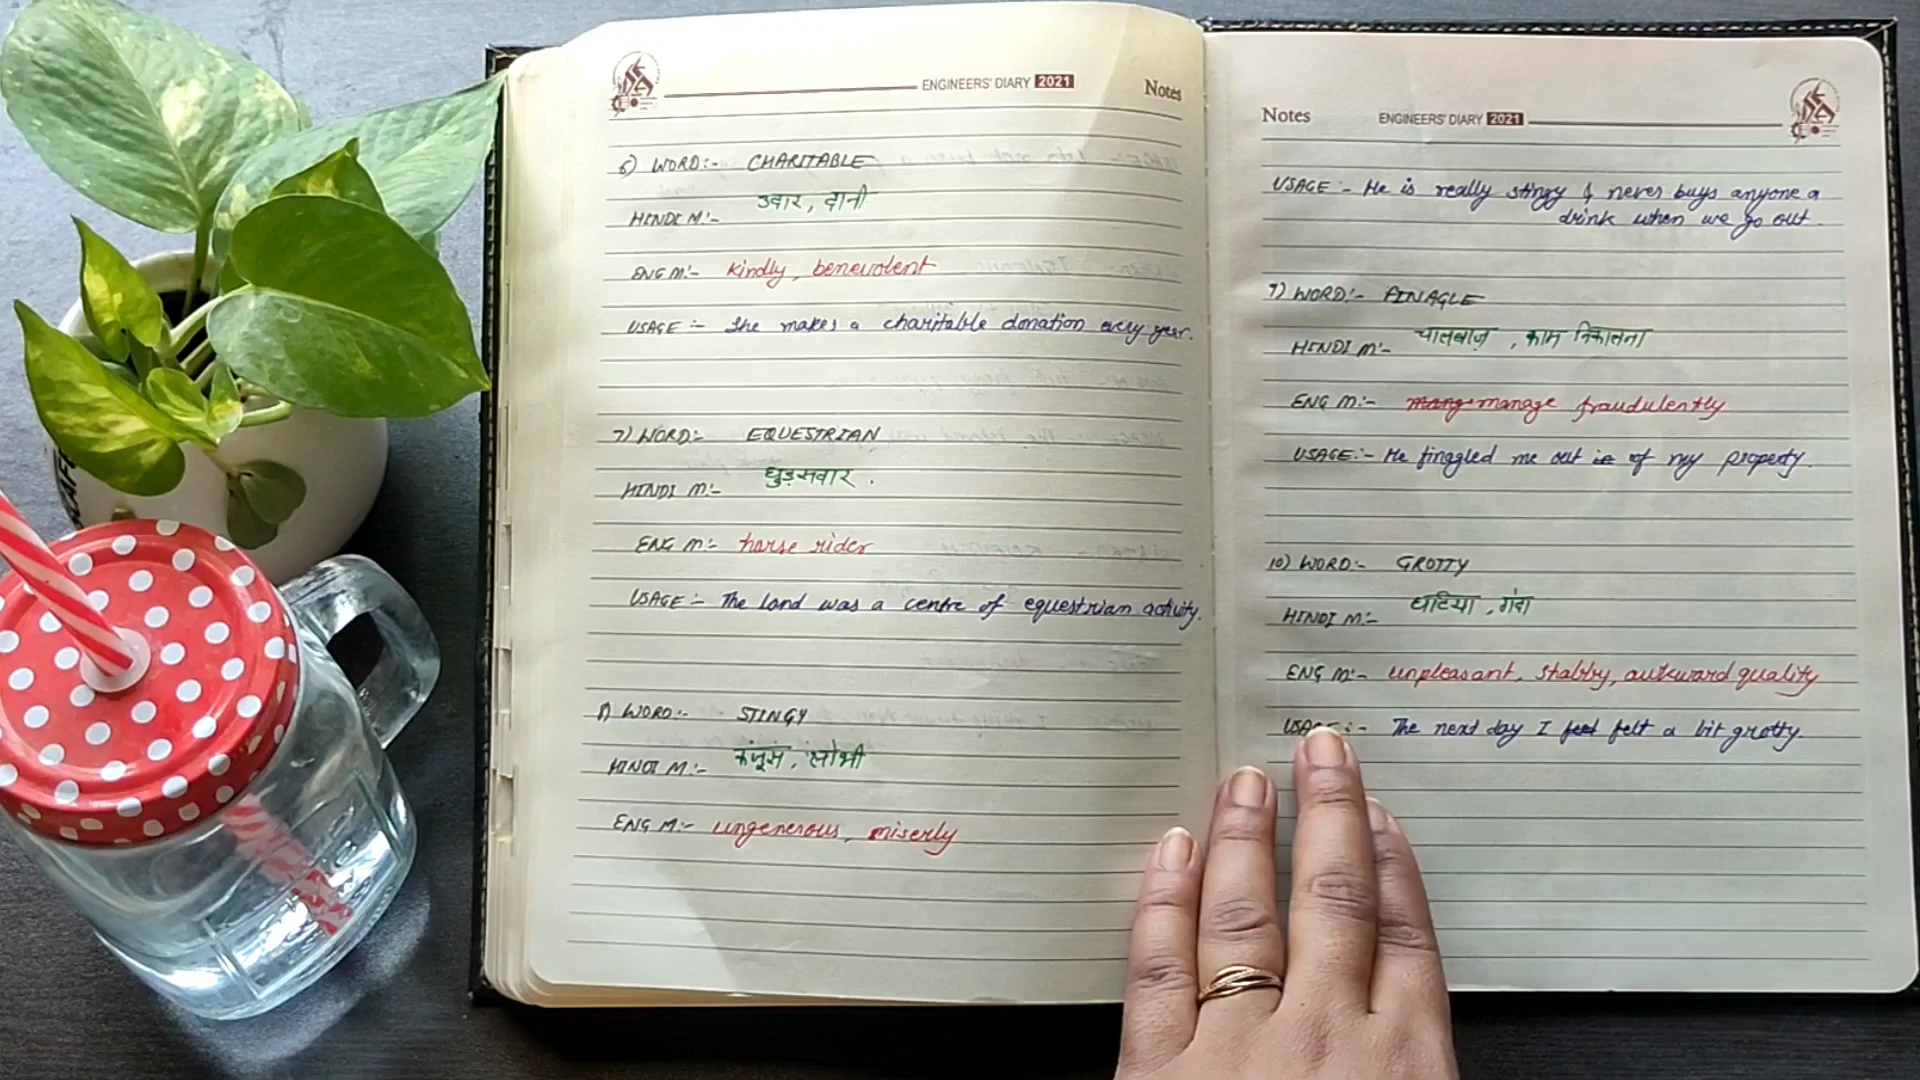 ENGINEERS' DIARY 2021 Notes
6) WORD:- CHARITABLE
HINDI M:- उदार, दानी
ENG M:- kindly, benevolent
USAGE:- She makes a charitable donation every year.
7) WORD:- EQUESTRIAN
HINDI M:- घुड़सवार.
ENG M:- horse rider
USAGE:- The land was a centre of equestrian activity.
8) WORD:- STINGY
HINDI M:- कंजूस, लोभी
ENG M:- ungenerous, miserly
Notes ENGINEERS' DIARY 2021
USAGE:- He is really stingy & never buys anyone a
drink when we go out.
9) WORD:- FINAGLE
HINDI M:- चालबाज़, काम निकालना
ENG M:- manage fraudulently
USAGE:- He finagled me out of my property.
10) WORD:- GROTTY
HINDI M:- घटिया, गंदा
ENG M:- unpleasant, shabby, awkward quality
USAGE:- The next day I felt a bit grotty.